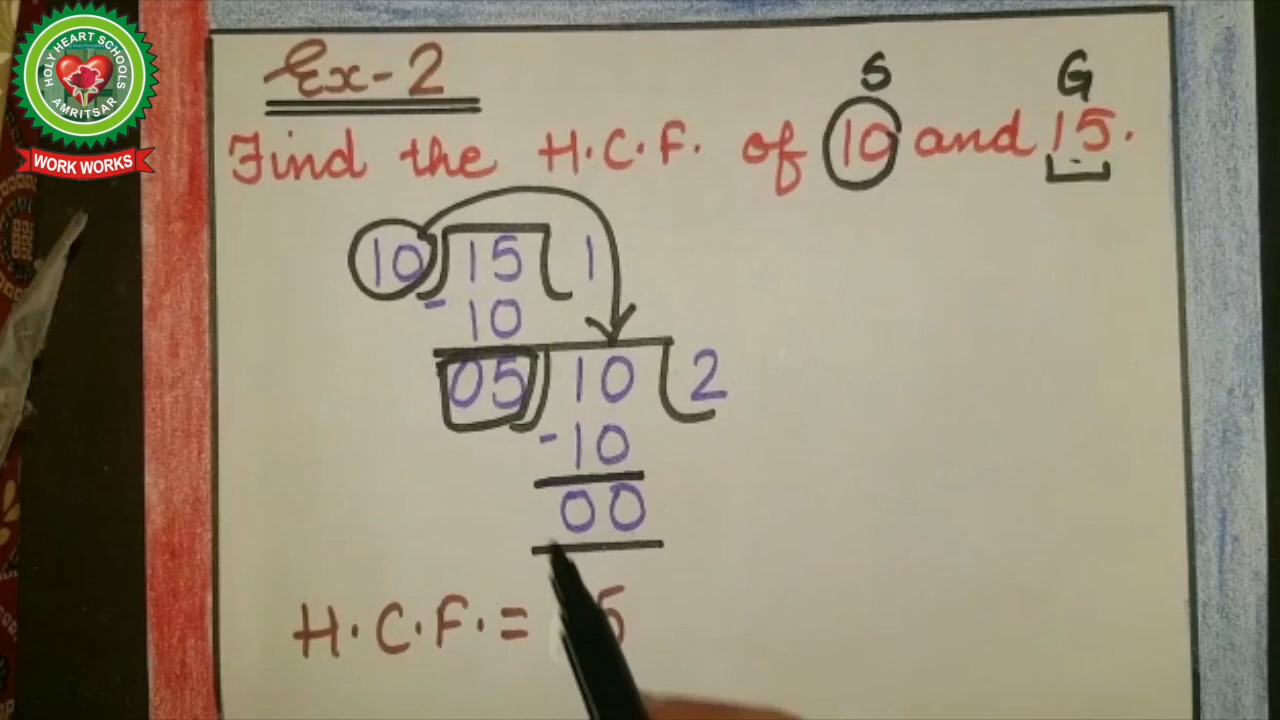 HOLY HEART SCHOOLS
AMRITSAR
WORK WORKS
Ex-2
S G
Find the H.C.F. of 10 and 15.
10 15 1
-10
05 10 2
-10
00
H.C.F. = 5